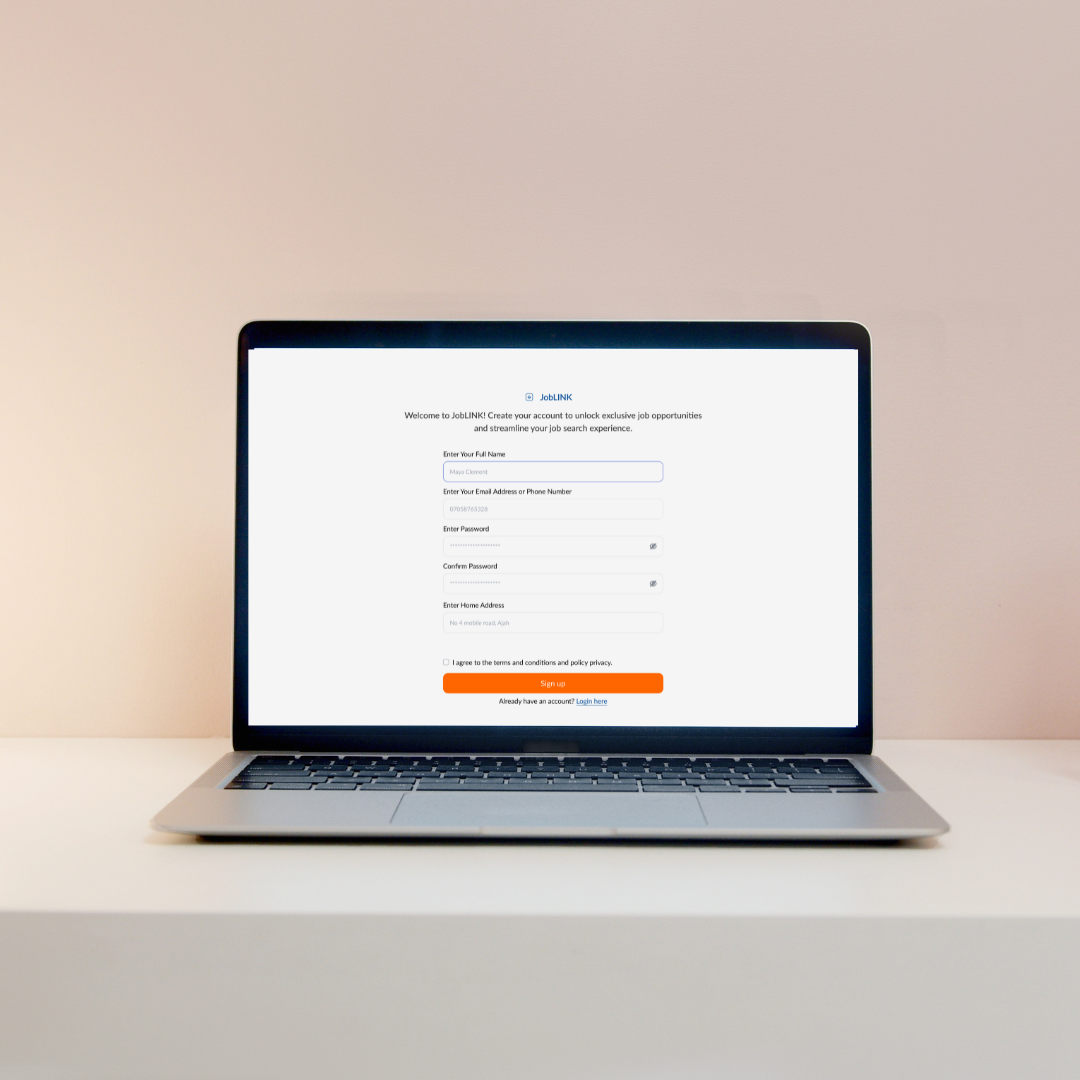 JobLINK
Welcome to JobLINK! Create your account to unlock exclusive job opportunities
and streamline your job search experience.
Enter Your Full Name
Maya Clement
Enter Your Email Address or Phone Number
07058765328
Enter Password
********************
Confirm Password
********************
Enter Home Address
No 4 mobile road, Ajah
I agree to the terms and conditions and policy privacy.
Sign up
Already have an account? Login here